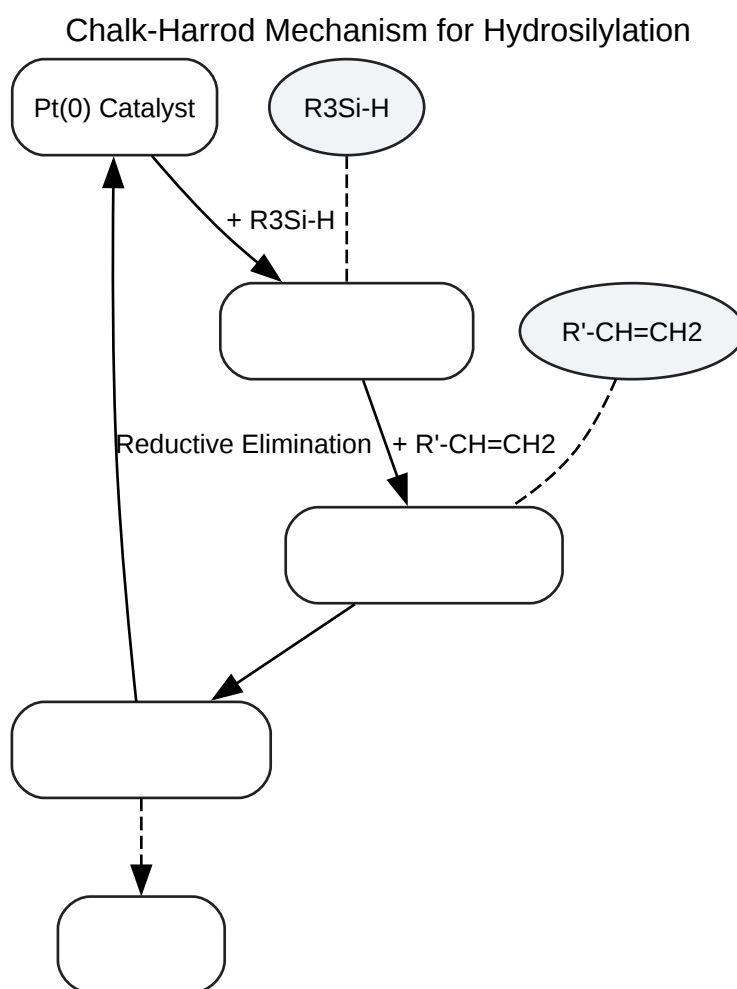 Chalk-Harrod Mechanism for Hydrosilylation
Pt(0) Catalyst
R3Si-H
+ R3Si-H
R'-CH=CH2
Reductive Elimination
+ R'-CH=CH2